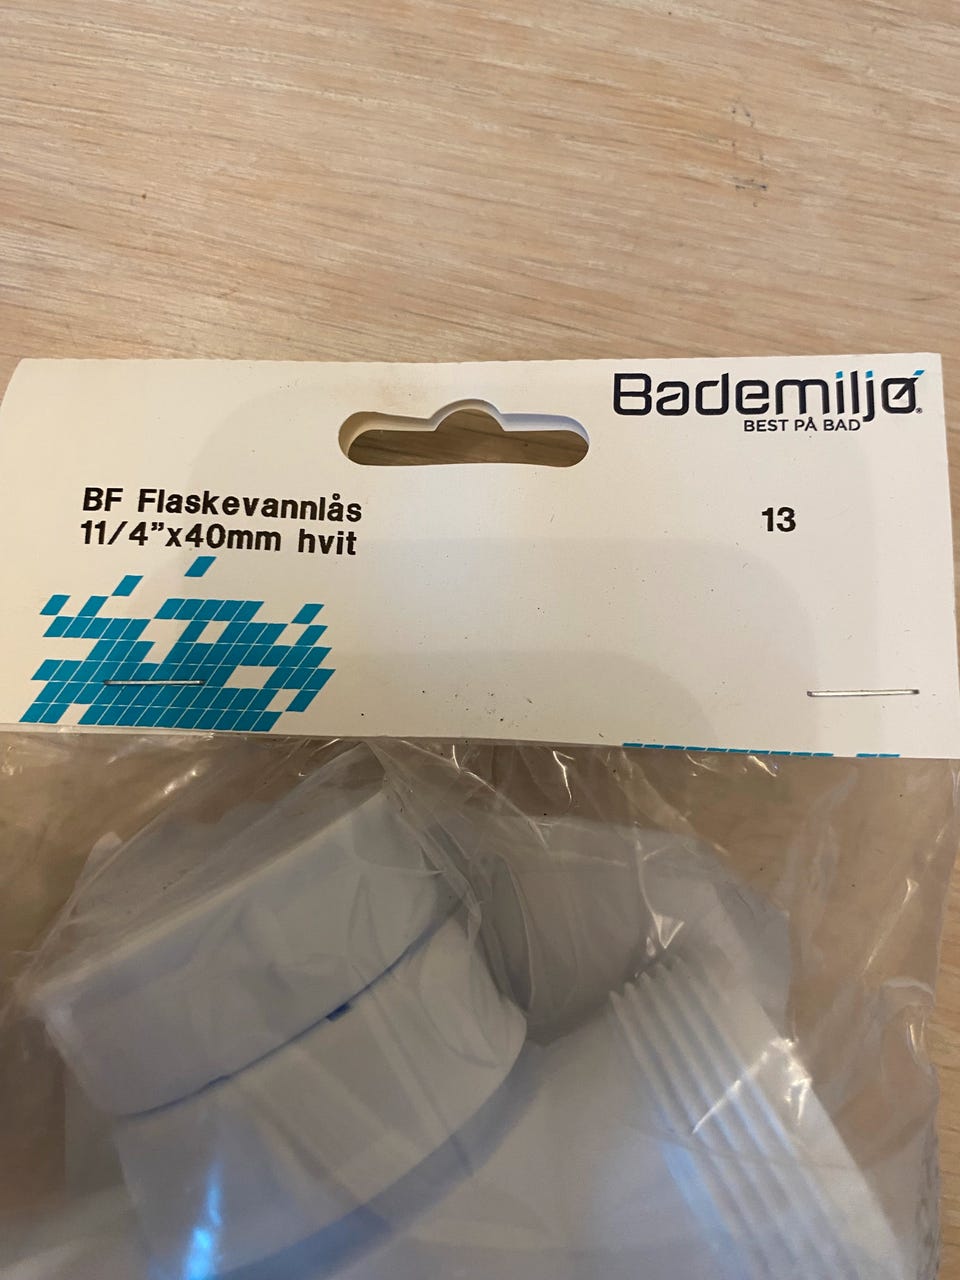 Bademiljø®
BEST PÅ BAD
BF Flaskevannlås
11/4”x40mm hvit
13